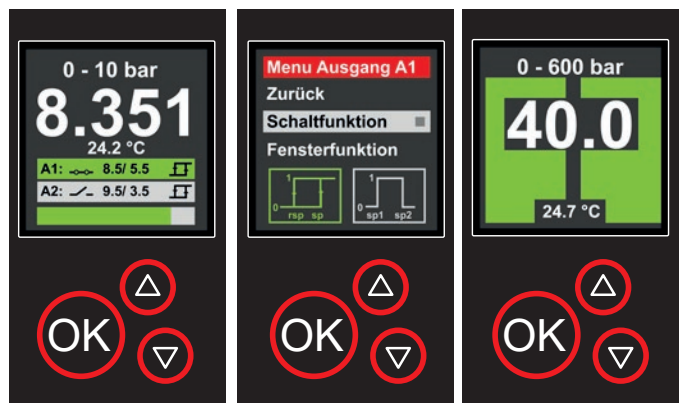 0 - 10 bar
8.351
24.2 °C
A1: 8.5/ 5.5
A2: 9.5/ 3.5
OK
Menu Ausgang A1
Zurück
Schaltfunktion
Fensterfunktion
1
0
rsp sp
1
0
sp1 sp2
OK
0 - 600 bar
40.0
24.7 °C
OK